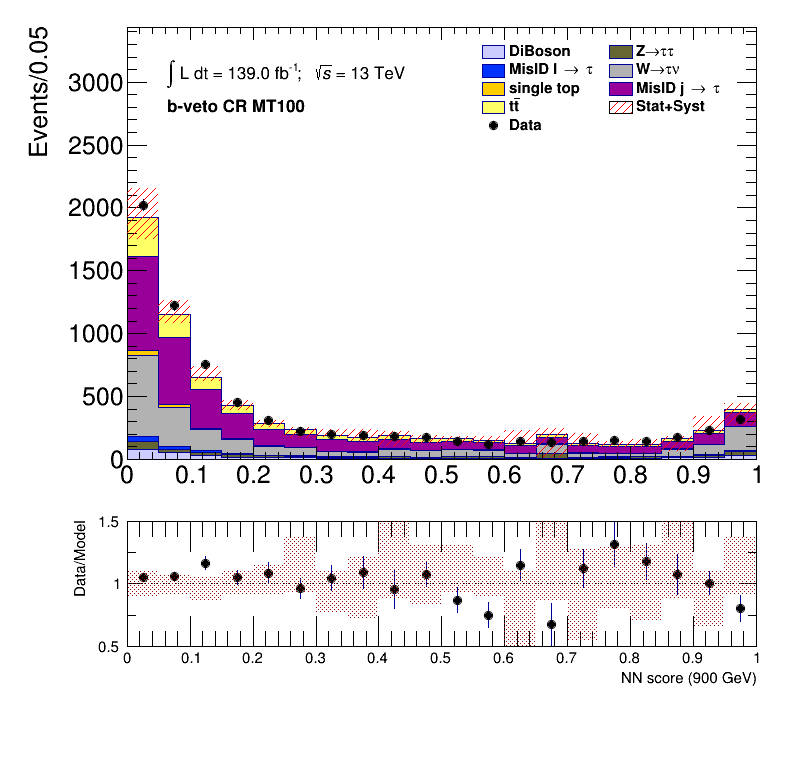 Events/0.05
3000
2500
2000
1500
1000
500
0
∫ L dt = 139.0 fb⁻¹; √s = 13 TeV
b-veto CR MT100
DiBoson
MisID l → τ
single top
tt̄
Data
Z→ττ
W→τν
MisID j → τ
Stat+Syst
0 0.1 0.2 0.3 0.4 0.5 0.6 0.7 0.8 0.9 1
Data/Model
1.5
1
0.5
0 0.1 0.2 0.3 0.4 0.5 0.6 0.7 0.8 0.9 1
NN score (900 GeV)